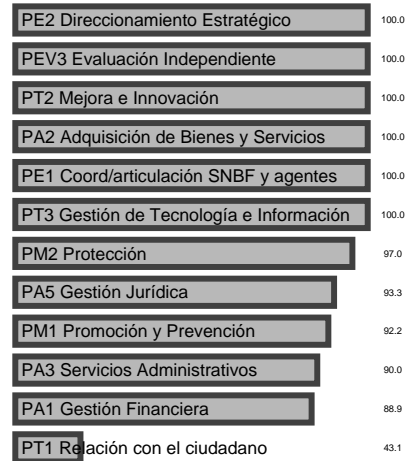 PE2 Direccionamiento Estratégico 100.0
PEV3 Evaluación Independiente 100.0
PT2 Mejora e Innovación 100.0
PA2 Adquisición de Bienes y Servicios 100.0
PE1 Coord/articulación SNBF y agentes 100.0
PT3 Gestión de Tecnología e Información 100.0
PM2 Protección 97.0
PA5 Gestión Jurídica 93.3
PM1 Promoción y Prevención 92.2
PA3 Servicios Administrativos 90.0
PA1 Gestión Financiera 88.9
PT1 Relación con el ciudadano 43.1